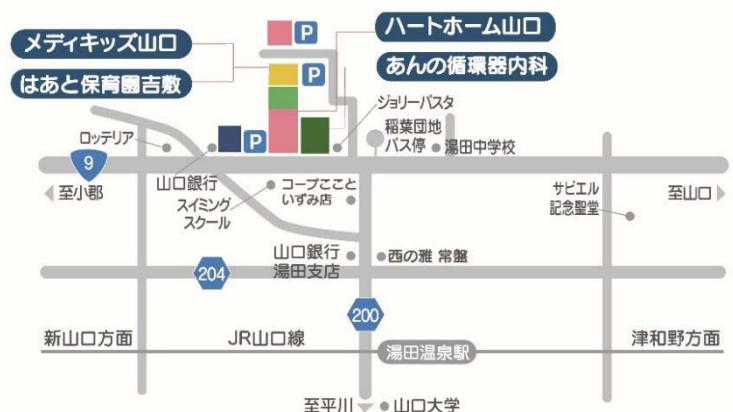 P
ハートホーム山口
メディキッズ山口
P
あんの循環器内科
はあと保育園吉敷
ジョリーパスタ
ロッテリア
P
稲葉団地
バス停
湯田中学校
9
山口銀行
至小郡
スイミング
スクール
コープこと
いずみ店
サビエル
記念聖堂
至山口
山口銀行
湯田支店
西の雅 常盤
204
200
新山口方面
JR山口線
湯田温泉駅
津和野方面
至平川
山口大学